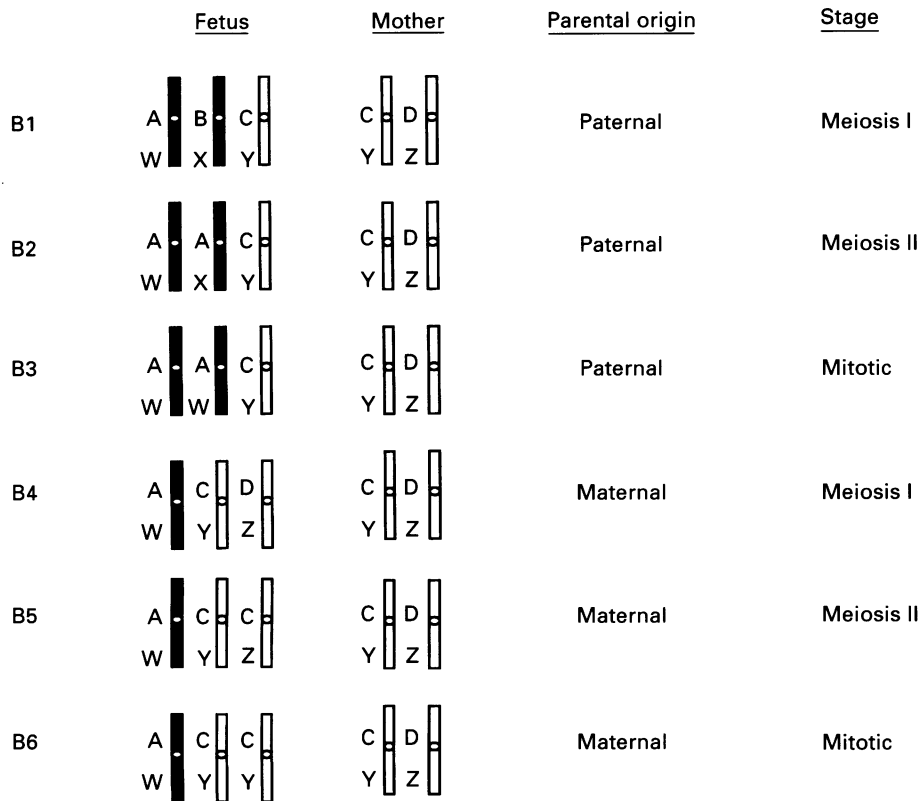 Fetus Mother Parental origin Stage
B1 A B C C D Paternal Meiosis I
W X Y Y Z
B2 A A C C D Paternal Meiosis II
W X Y Y Z
B3 A A C C D Paternal Mitotic
W W Y Y Z
B4 A C D C D Maternal Meiosis I
W Y Z Y Z
B5 A C C C D Maternal Meiosis II
W Y Z Y Z
B6 A C C C D Maternal Mitotic
W Y Y Y Z